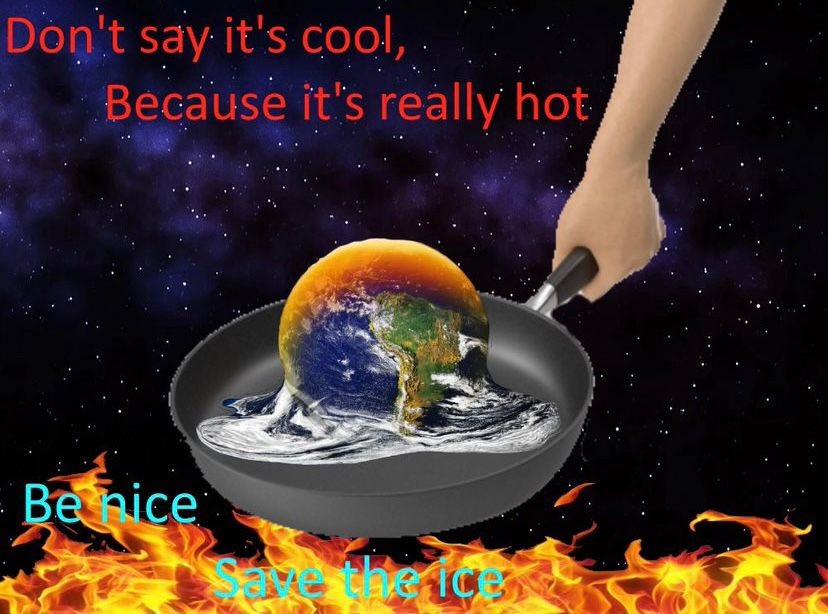 Don't say it's cool,
Because it's really hot
Be nice
Save the ice